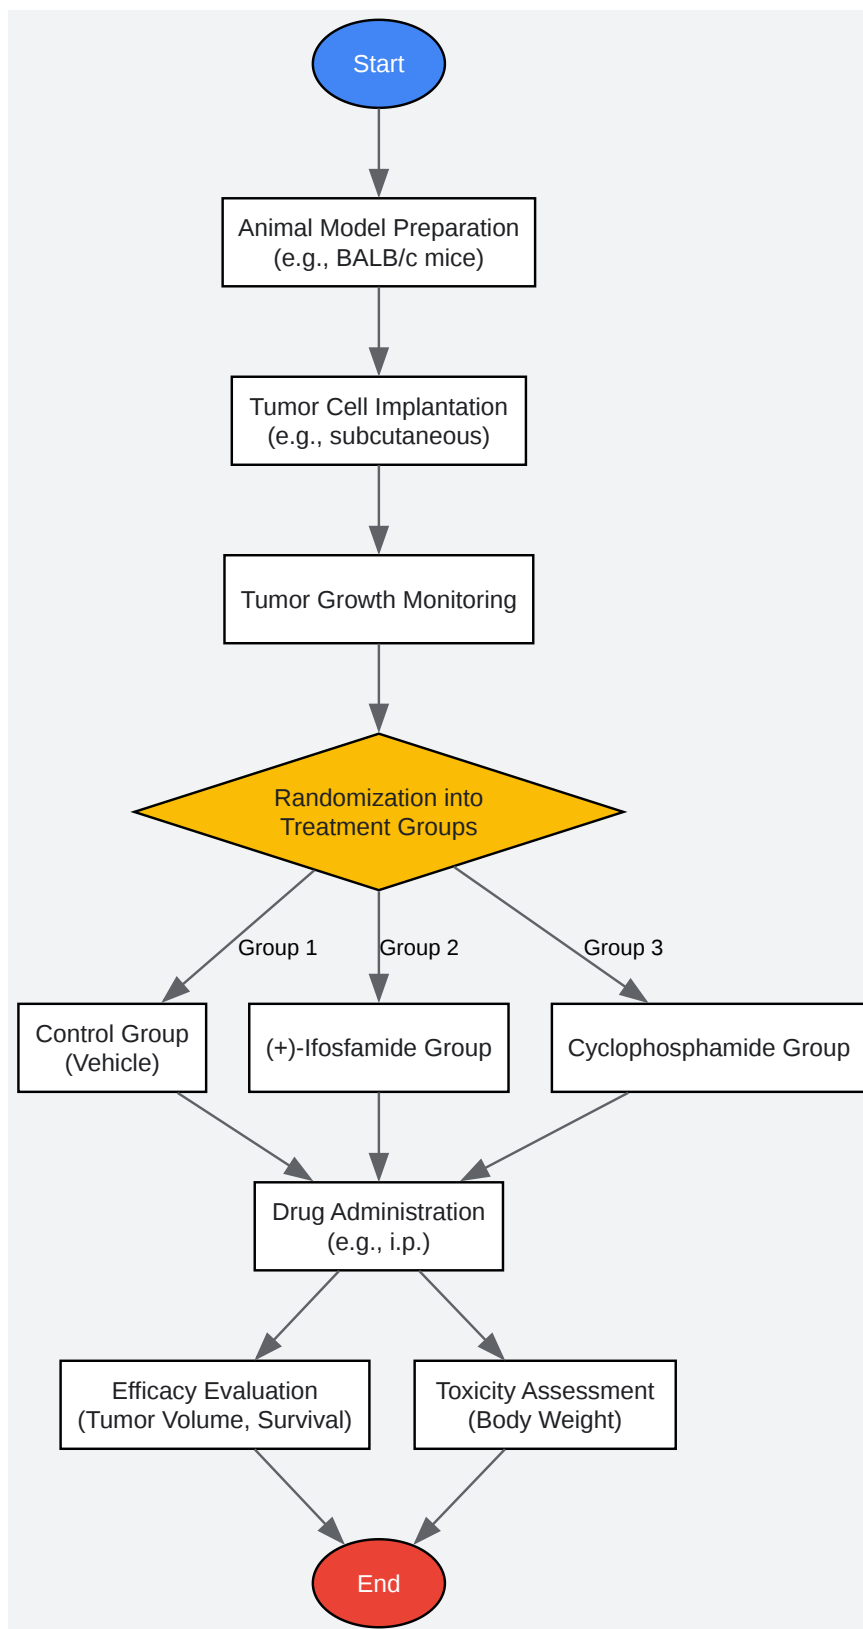 Start
Animal Model Preparation
(e.g., BALB/c mice)
Tumor Cell Implantation
(e.g., subcutaneous)
Tumor Growth Monitoring
Randomization into
Treatment Groups
Group 1
Group 2
Group 3
Control Group
(Vehicle)
(+)-Ifosfamide Group
Cyclophosphamide Group
Drug Administration
(e.g., i.p.)
Efficacy Evaluation
(Tumor Volume, Survival)
Toxicity Assessment
(Body Weight)
End